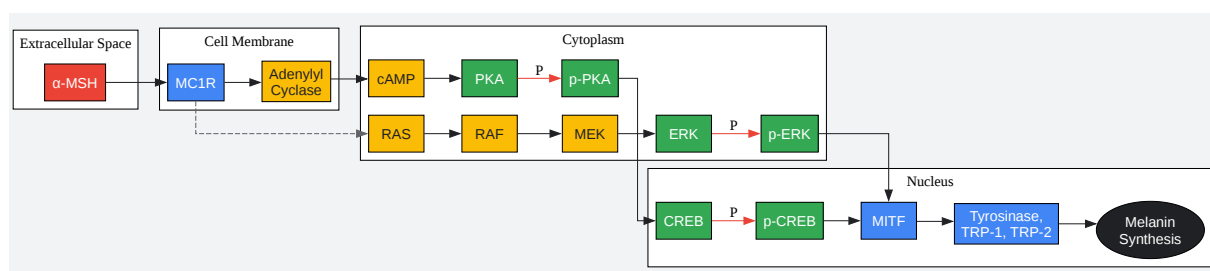 Extracellular Space
α-MSH
Cell Membrane
MC1R
Adenylyl
Cyclase
Cytoplasm
cAMP
PKA
P
p-PKA
RAS
RAF
MEK
ERK
P
p-ERK
Nucleus
CREB
P
p-CREB
MITF
Tyrosinase,
TRP-1, TRP-2
Melanin
Synthesis